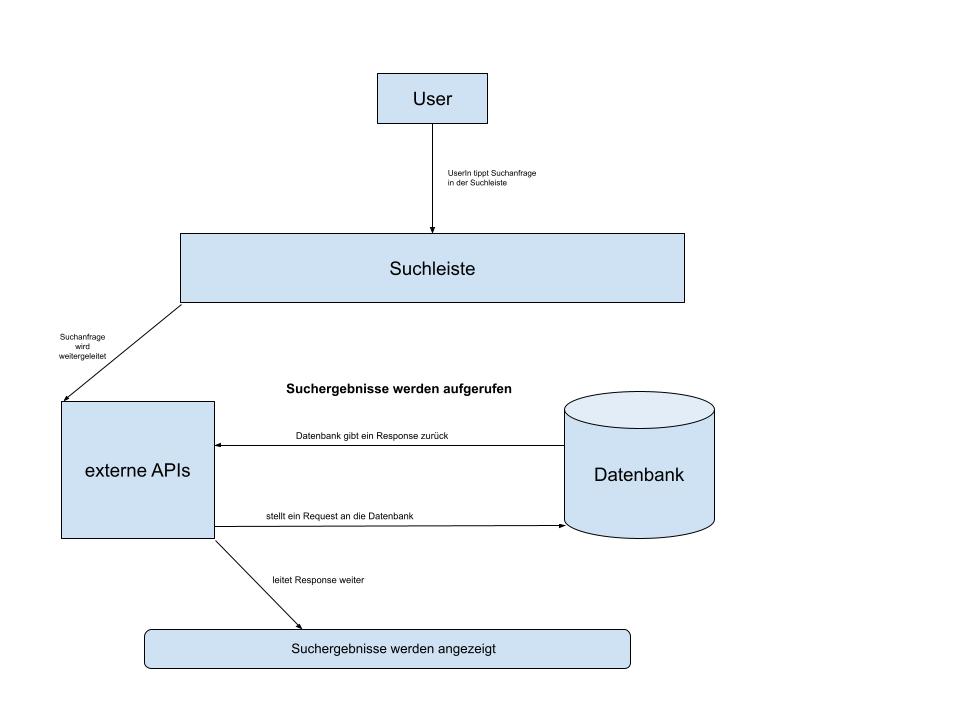 User
UserIn tippt Suchanfrage
in der Suchleiste
Suchleiste
Suchanfrage
wird
weitergeleitet
Suchergebnisse werden aufgerufen
Datenbank gibt ein Response zurück
externe APIs
Datenbank
stellt ein Request an die Datenbank
leitet Response weiter
Suchergebnisse werden angezeigt